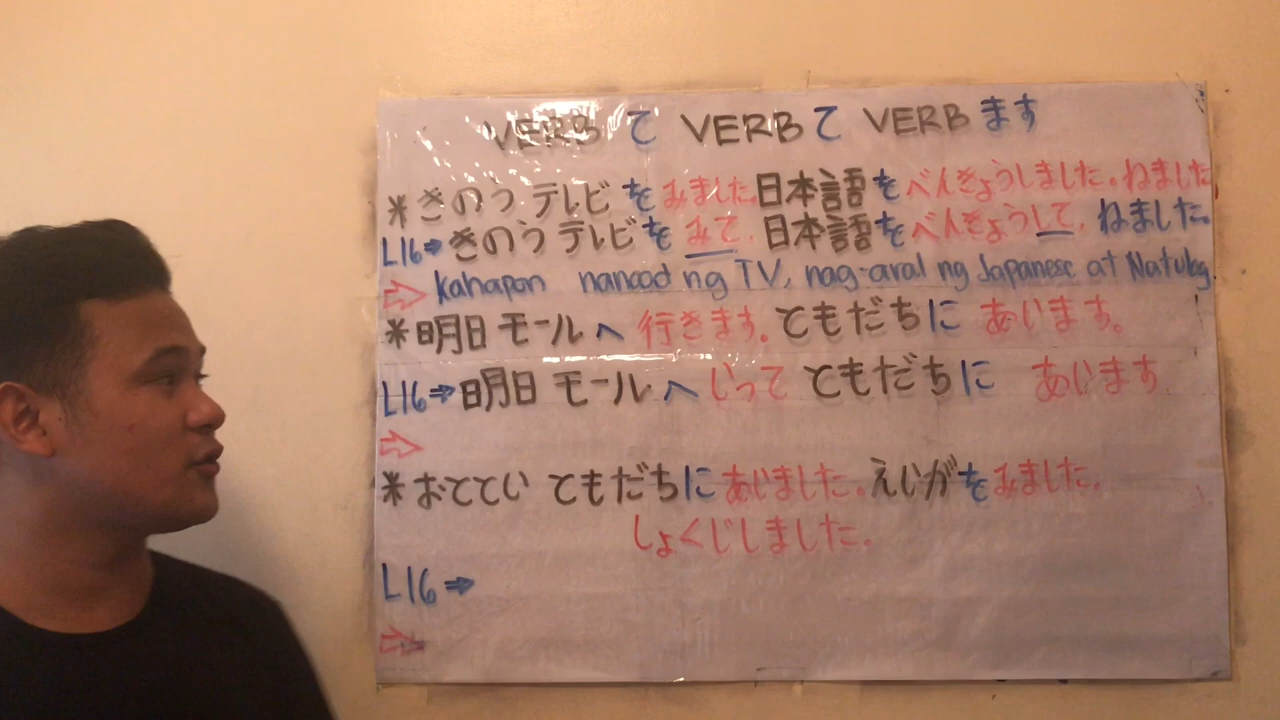 VERB て VERB て VERB ます
* きのう テレビ を みました。日本語 を べんきょうしました。ねました
L16⇒ きのう テレビ を みて、日本語 を べんきょうして、ねました。
⇨ kahapon nanood ng TV, nag-aral ng Japanese at Natulog.
* 明日 モール へ 行きます。ともだち に あいます。
L16⇒ 明日 モール へ いって ともだち に あいます
⇨
* おててい ともだち に あいました。えいが を みました。
しょくじしました。
L16⇒
⇨